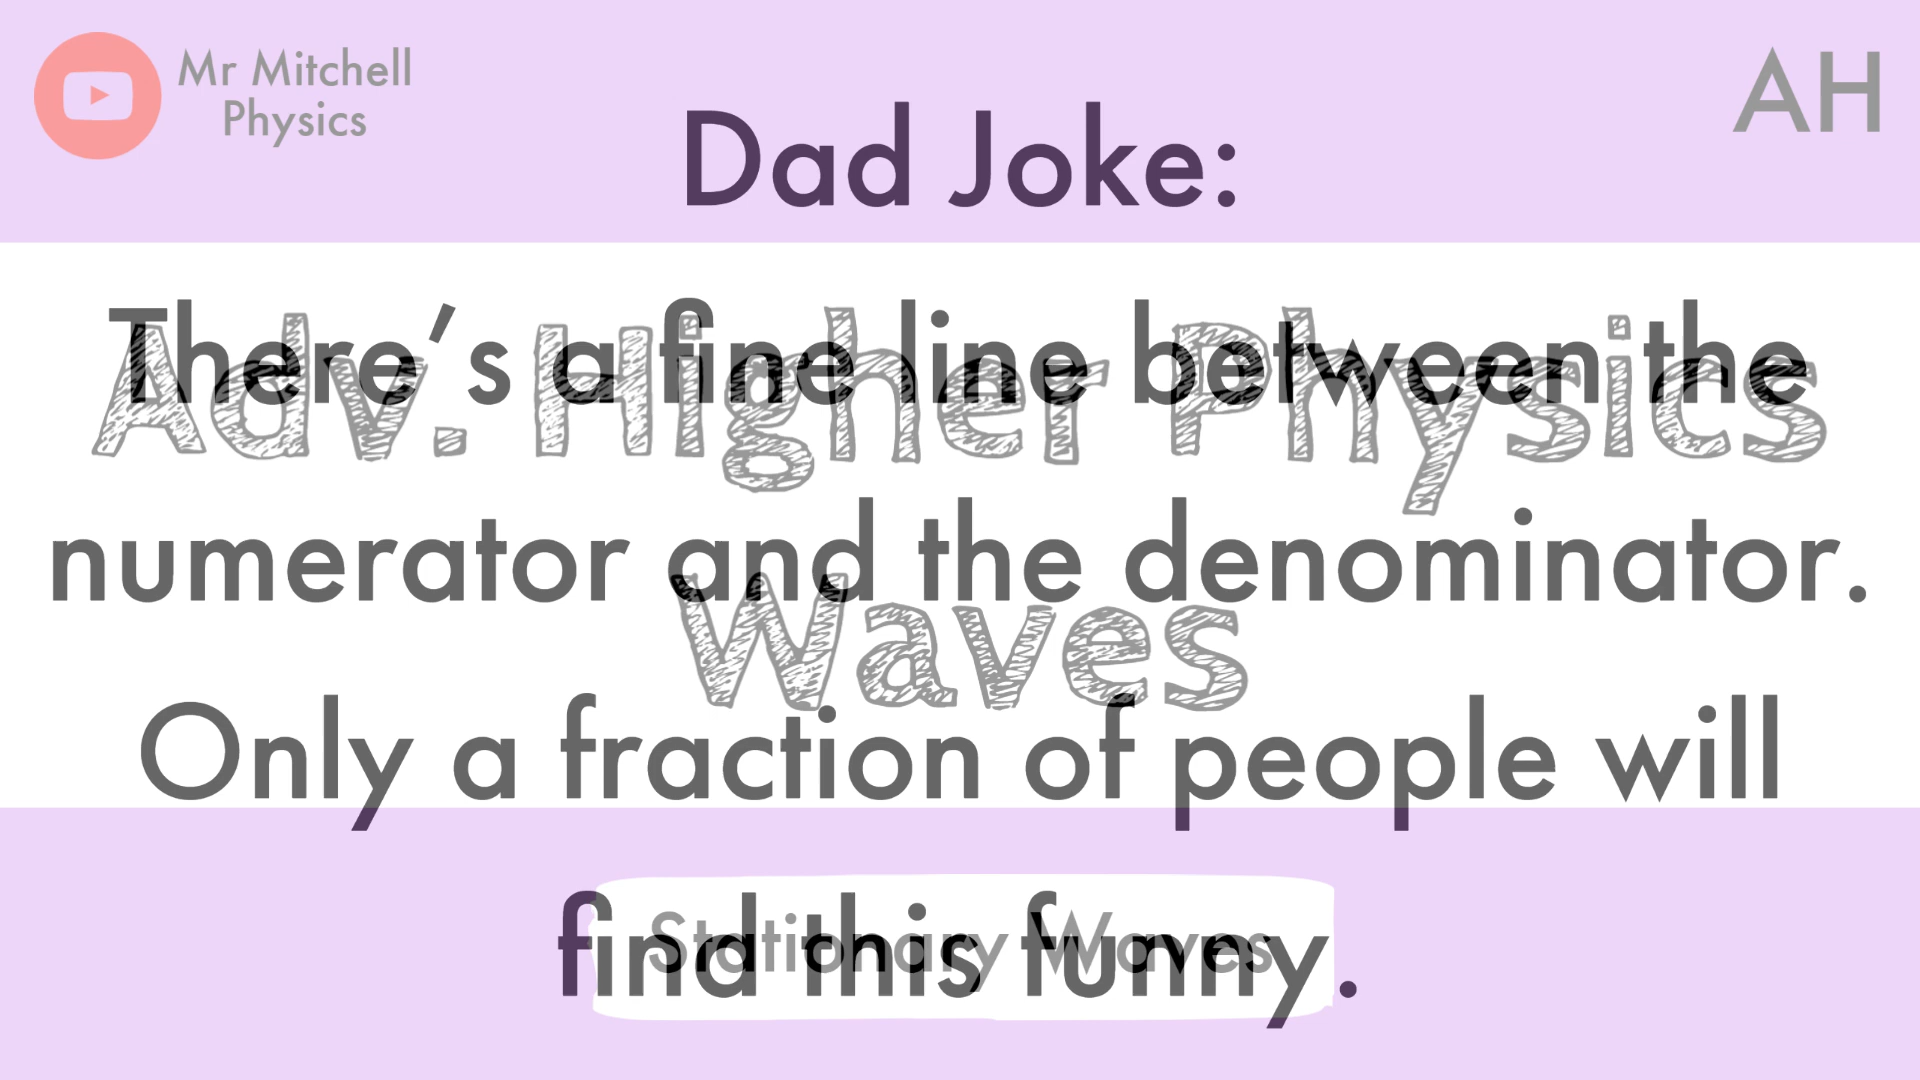 Mr Mitchell
Physics
AH
Dad Joke:
There's a fine line between the
Adv. Higher Physics
numerator and the denominator.
Waves
Only a fraction of people will
find this funny.
Stationary Waves